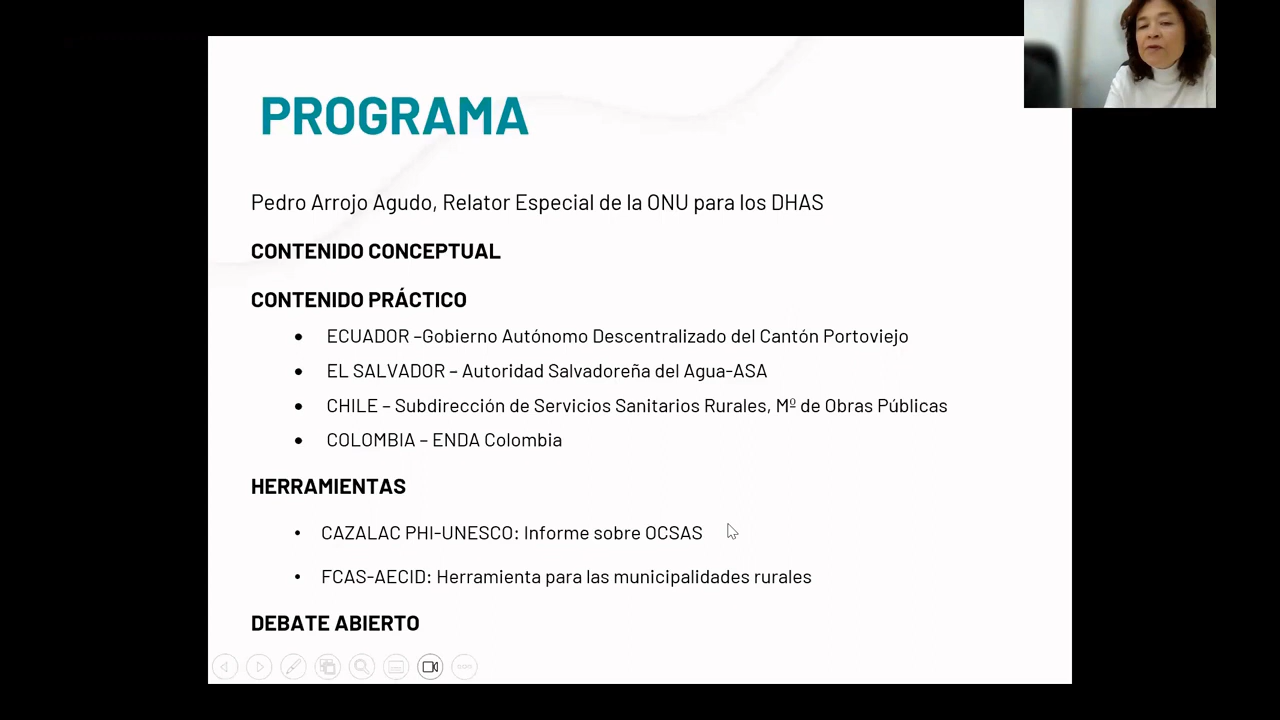 PROGRAMA
Pedro Arrojo Agudo, Relator Especial de la ONU para los DHAS
CONTENIDO CONCEPTUAL
CONTENIDO PRÁCTICO
• ECUADOR –Gobierno Autónomo Descentralizado del Cantón Portoviejo
• EL SALVADOR – Autoridad Salvadoreña del Agua-ASA
• CHILE – Subdirección de Servicios Sanitarios Rurales, Mº de Obras Públicas
• COLOMBIA – ENDA Colombia
HERRAMIENTAS
• CAZALAC PHI-UNESCO: Informe sobre OCSAS
• FCAS-AECID: Herramienta para las municipalidades rurales
DEBATE ABIERTO